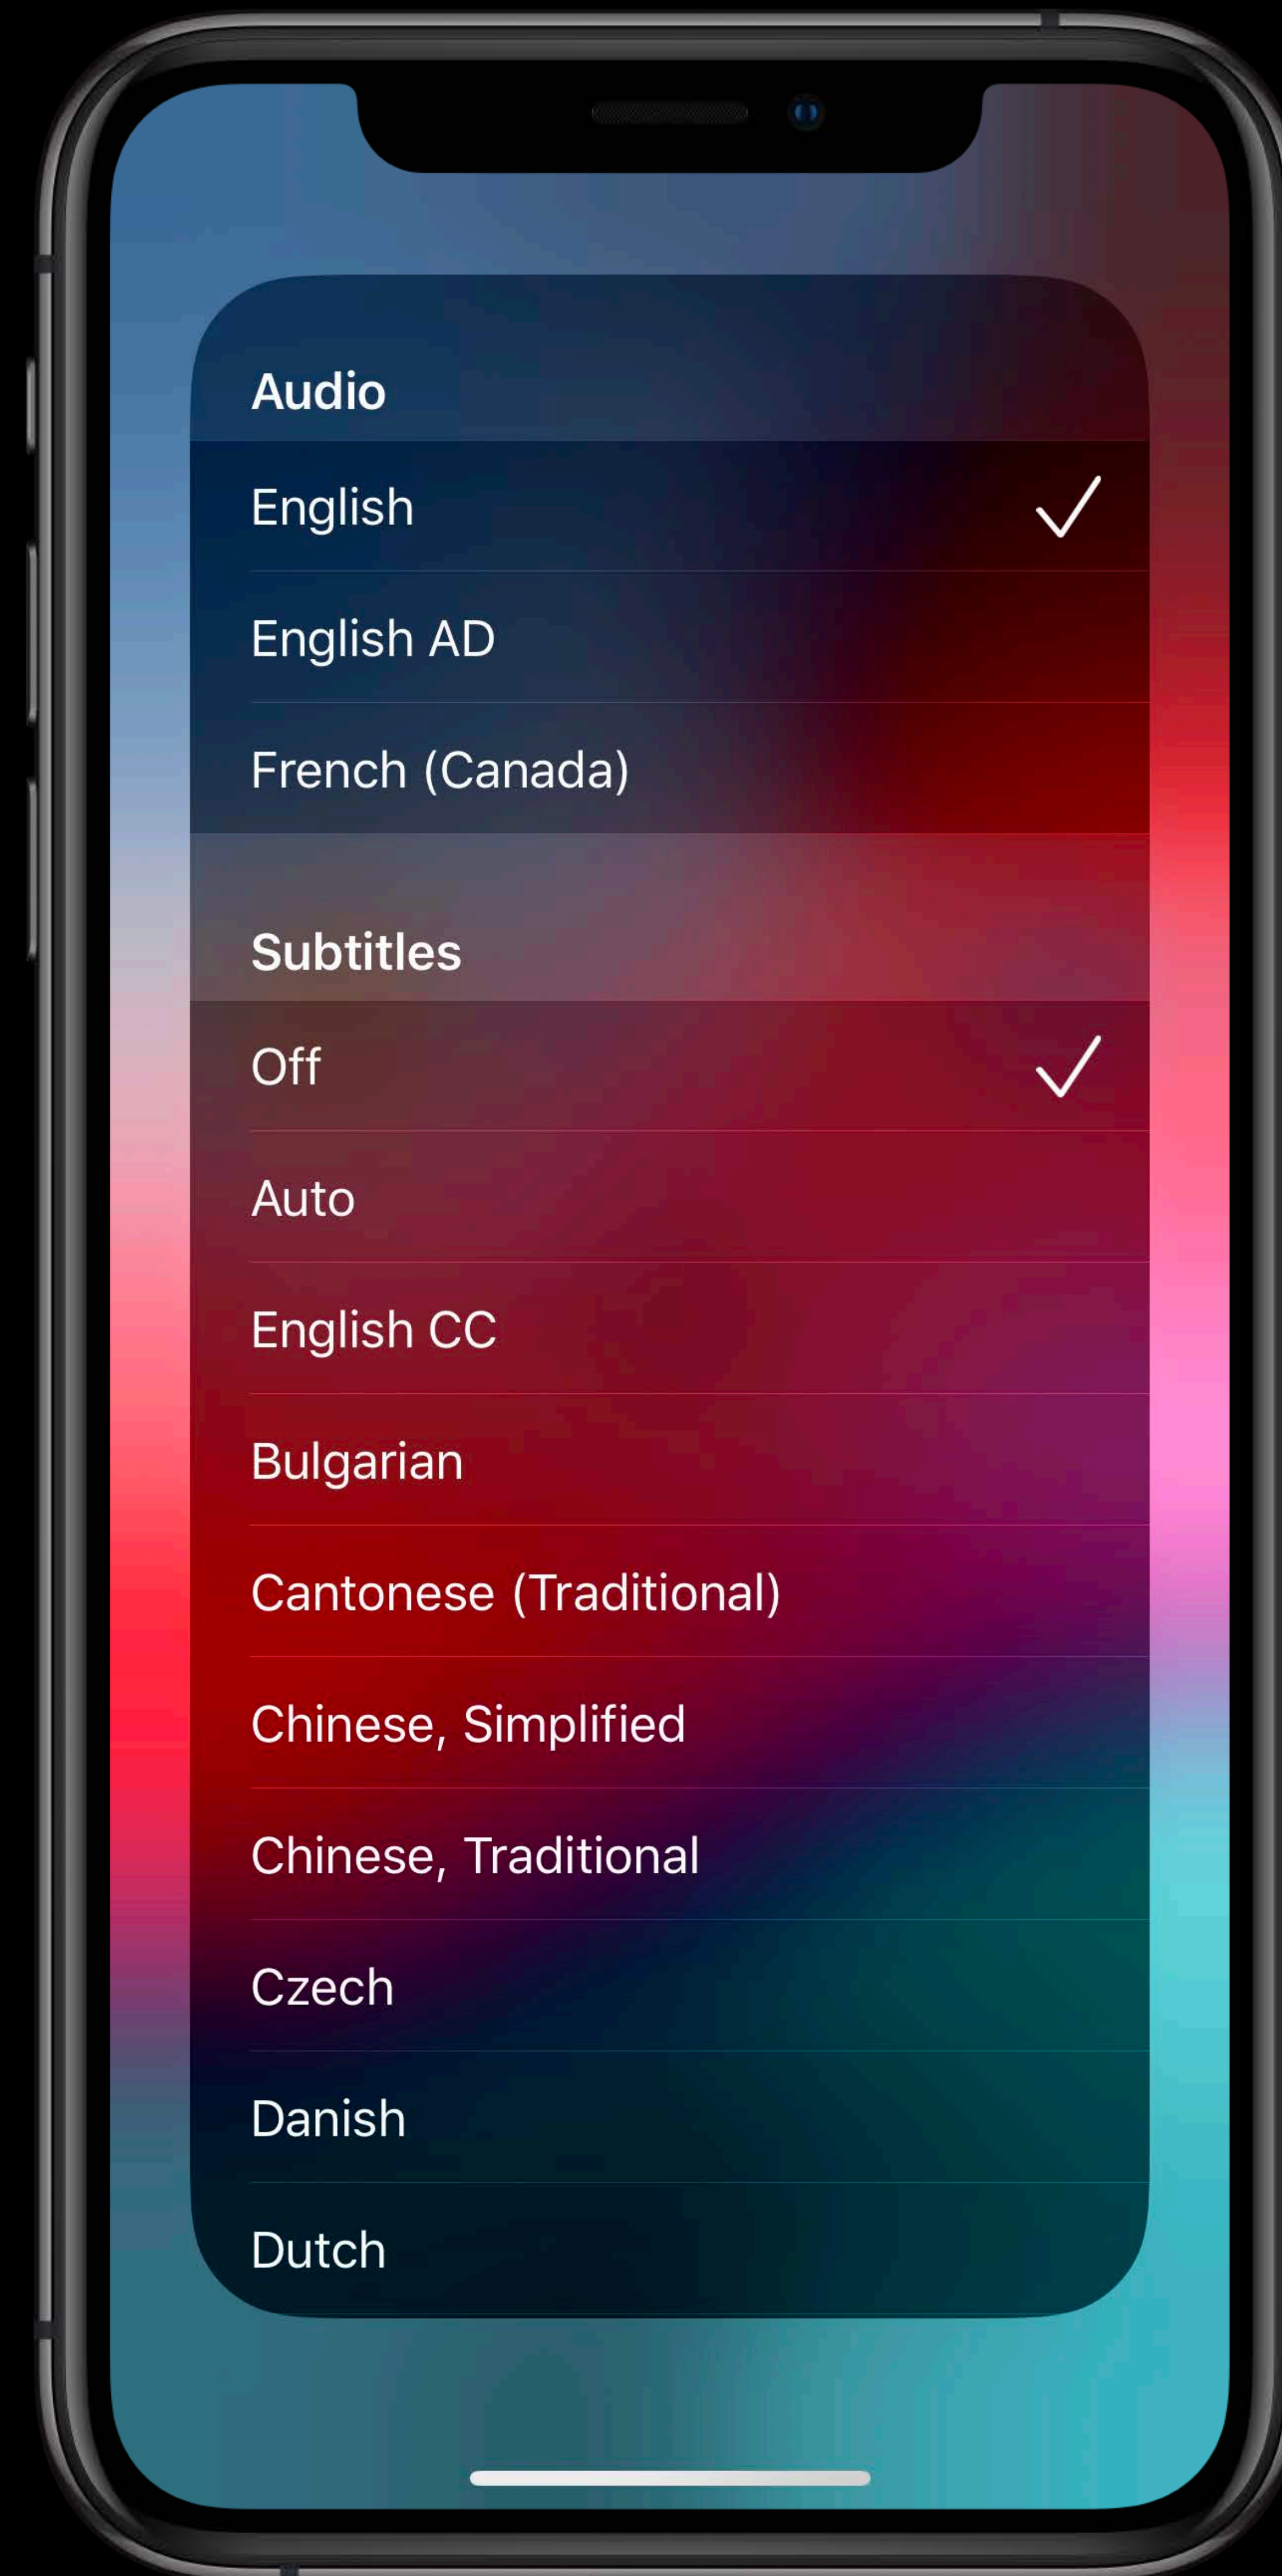 Audio
English
English AD
French (Canada)
Subtitles
Off
Auto
English CC
Bulgarian
Cantonese (Traditional)
Chinese, Simplified
Chinese, Traditional
Czech
Danish
Dutch